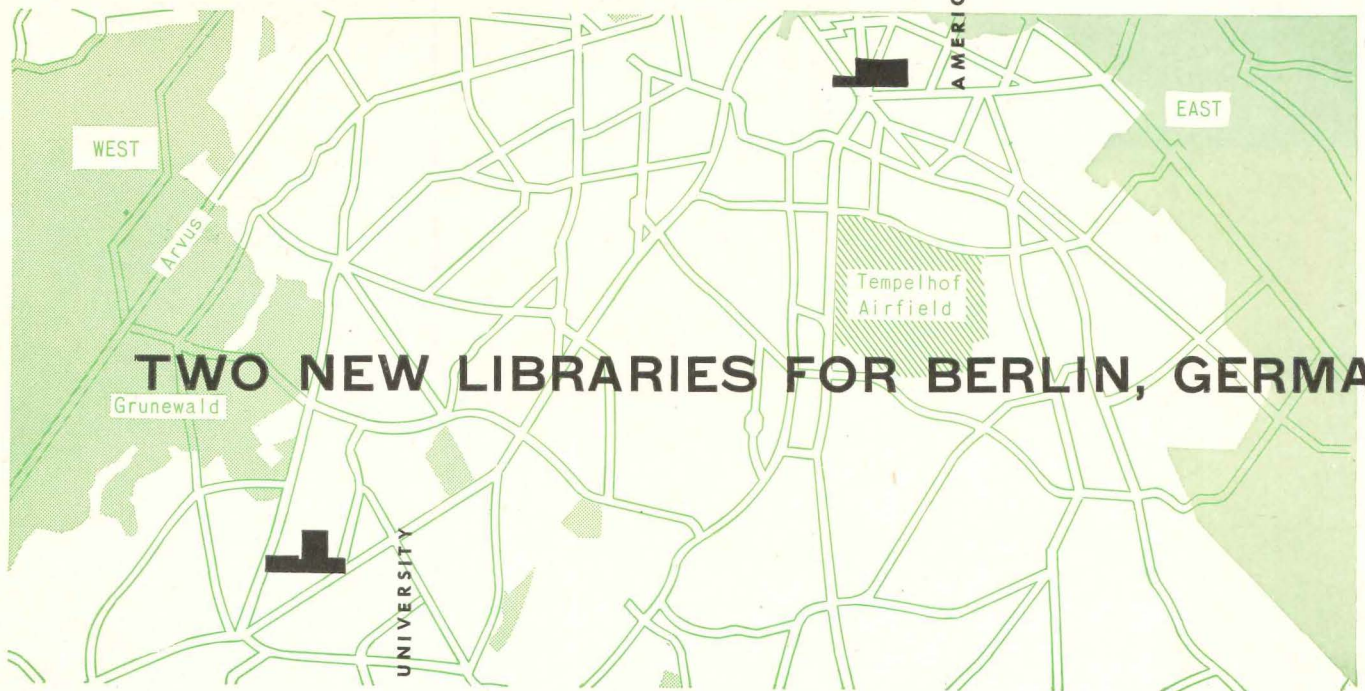 AMERIC
EAST
WEST
Arvus
Tempelhof
Airfield
TWO NEW LIBRARIES FOR BERLIN, GERMA
Grunewald
UNIVERSITY